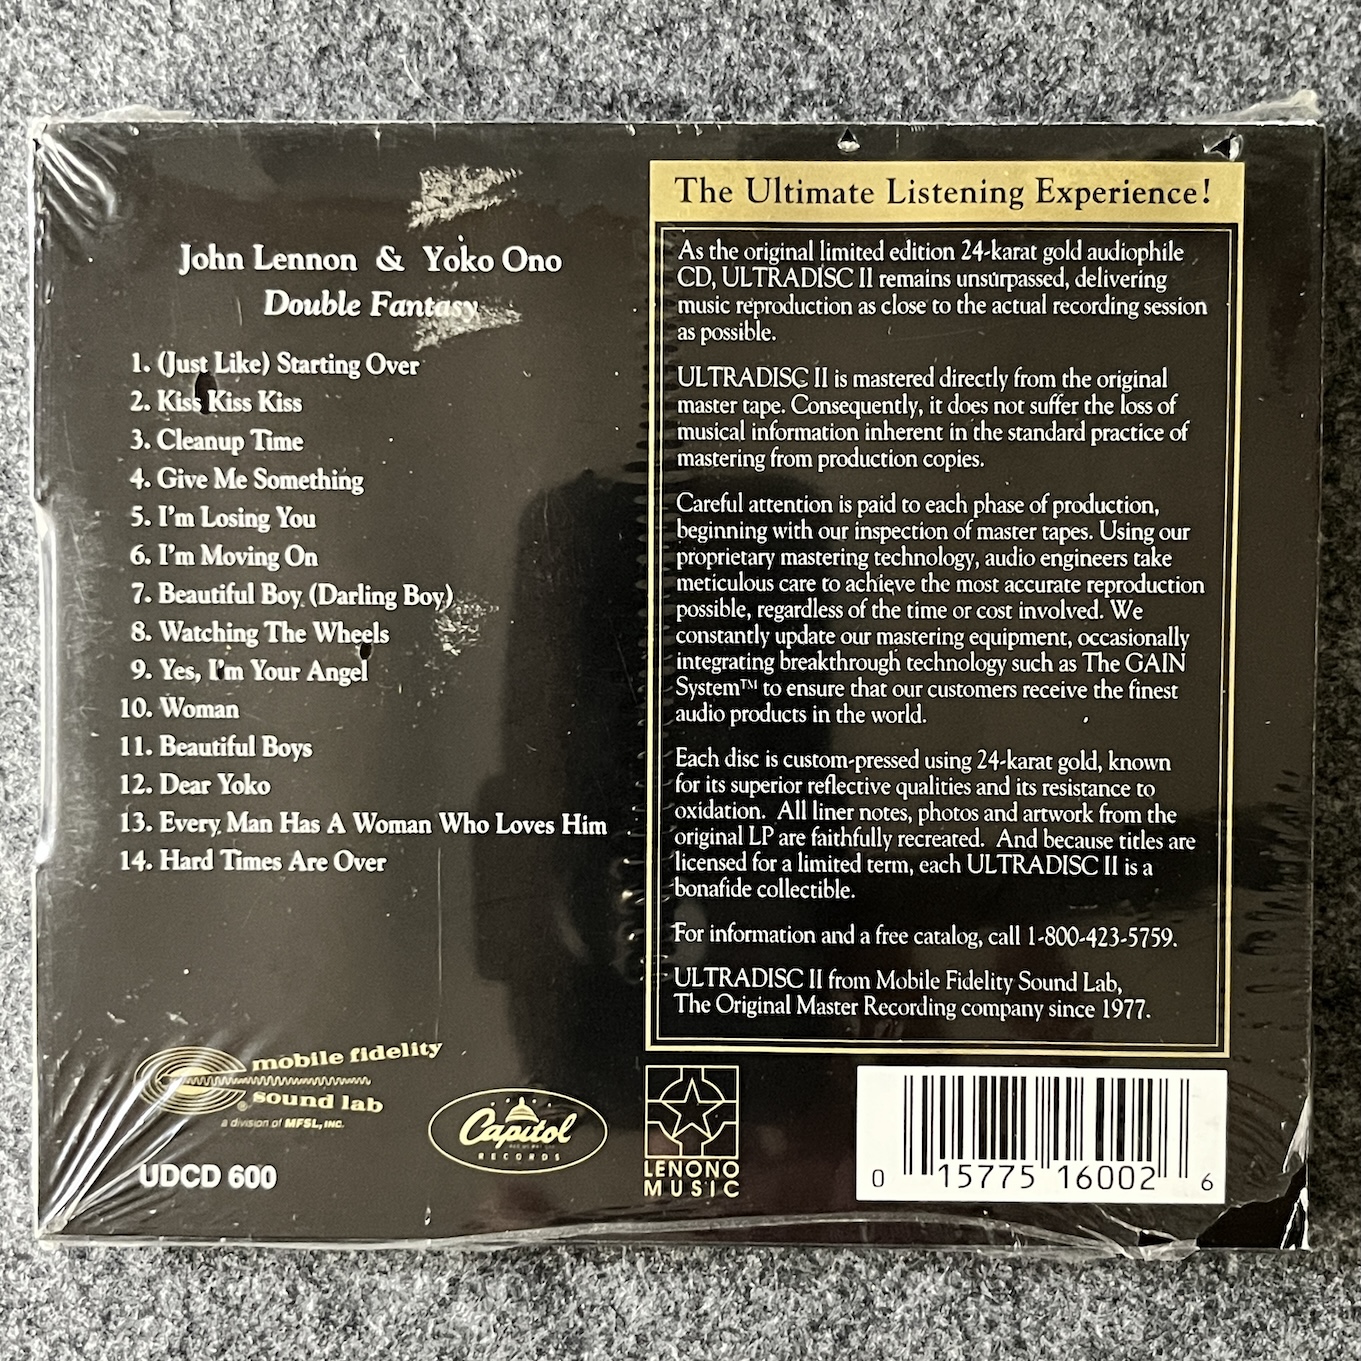 John Lennon & Yoko Ono
Double Fantasy
1. (Just Like) Starting Over
2. Kiss Kiss Kiss
3. Cleanup Time
4. Give Me Something
5. I'm Losing You
6. I'm Moving On
7. Beautiful Boy (Darling Boy)
8. Watching The Wheels
9. Yes, I'm Your Angel
10. Woman
11. Beautiful Boys
12. Dear Yoko
13. Every Man Has A Woman Who Loves Him
14. Hard Times Are Over
The Ultimate Listening Experience!
As the original limited edition 24-karat gold audiophile
CD, ULTRADISC II remains unsurpassed, delivering
music reproduction as close to the actual recording session
as possible.
ULTRADISC II is mastered directly from the original
master tape. Consequently, it does not suffer the loss of
musical information inherent in the standard practice of
mastering from production copies.
Careful attention is paid to each phase of production,
beginning with our inspection of master tapes. Using our
proprietary mastering technology, audio engineers take
meticulous care to achieve the most accurate reproduction
possible, regardless of the time or cost involved. We
constantly update our mastering equipment, occasionally
integrating breakthrough technology such as The GAIN
System™ to ensure that our customers receive the finest
audio products in the world.
Each disc is custom-pressed using 24-karat gold, known
for its superior reflective qualities and its resistance to
oxidation. All liner notes, photos and artwork from the
original LP are faithfully recreated. And because titles are
licensed for a limited term, each ULTRADISC II is a
bonafide collectible.
For information and a free catalog, call 1-800-423-5759.
ULTRADISC II from Mobile Fidelity Sound Lab,
The Original Master Recording company since 1977.
mobile fidelity
sound lab
®
a division of MFSL, INC.
UDCD 600
Capitol
RECORDS
LENONO
MUSIC
0 15775 16002 6